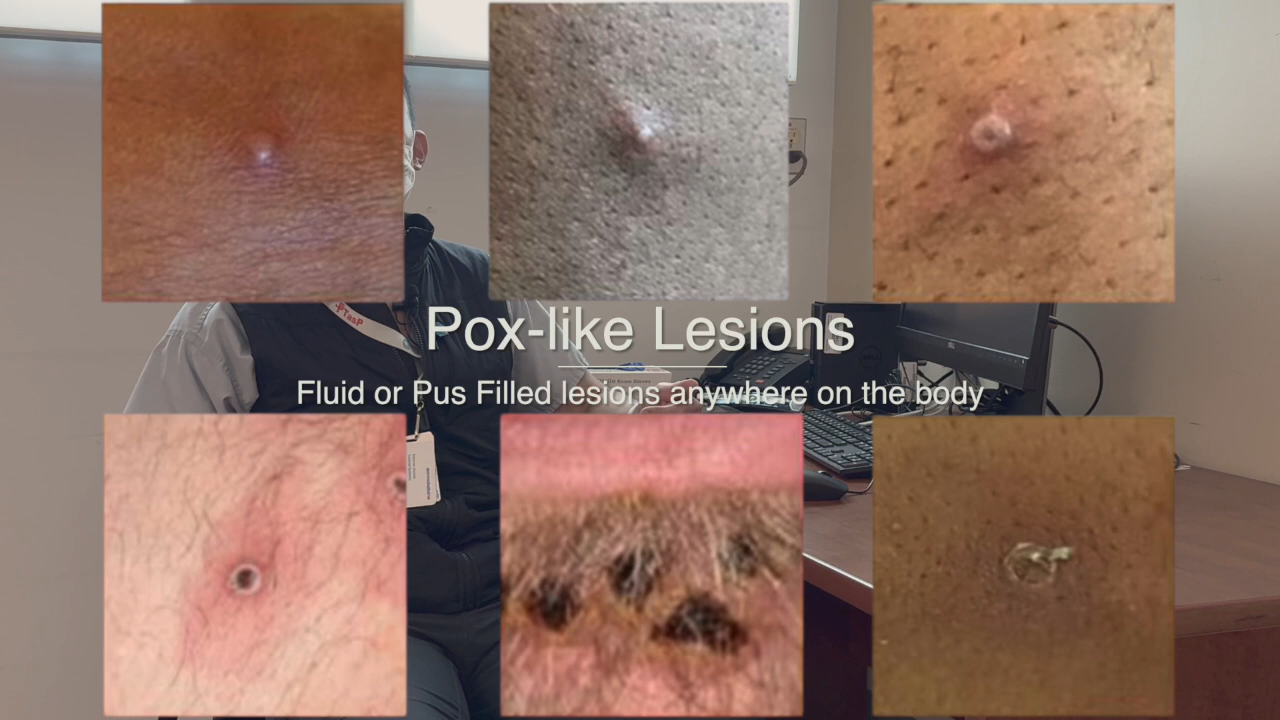 Pox-like Lesions
Fluid or Pus Filled lesions anywhere on the body